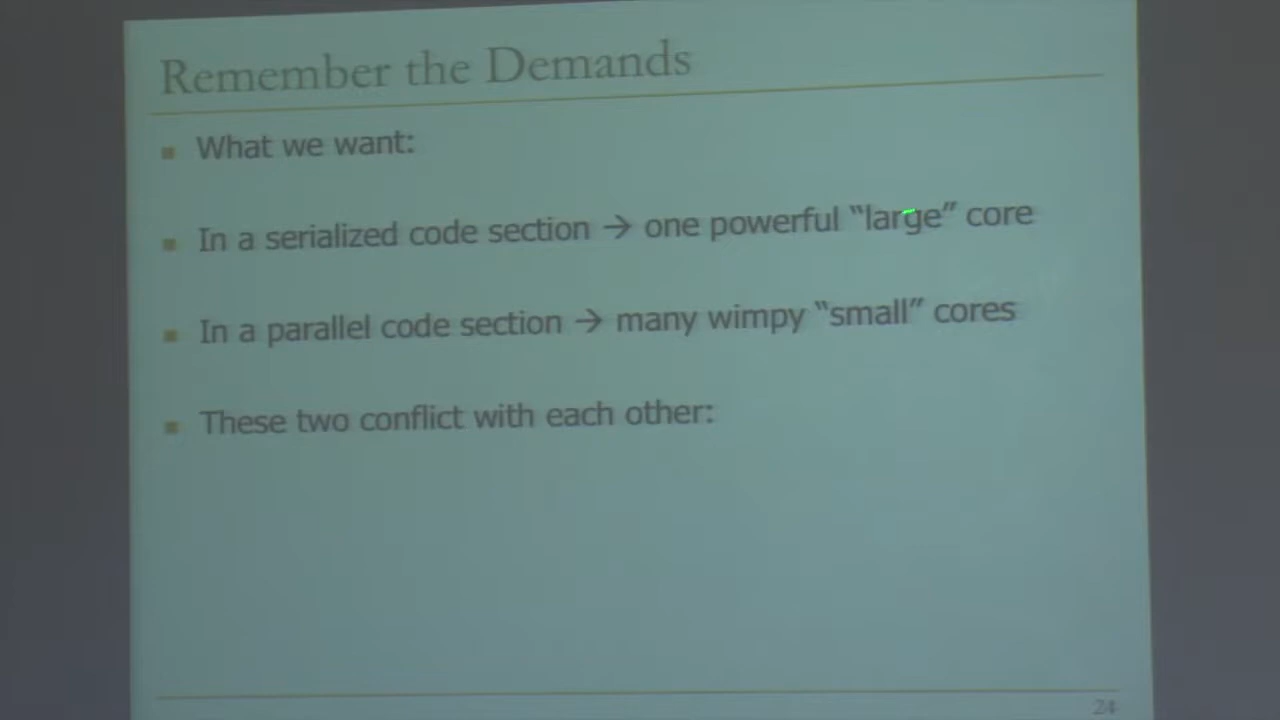 Remember the Demands
What we want:
In a serialized code section → one powerful “large” core
In a parallel code section → many wimpy “small” cores
These two conflict with each other:
24